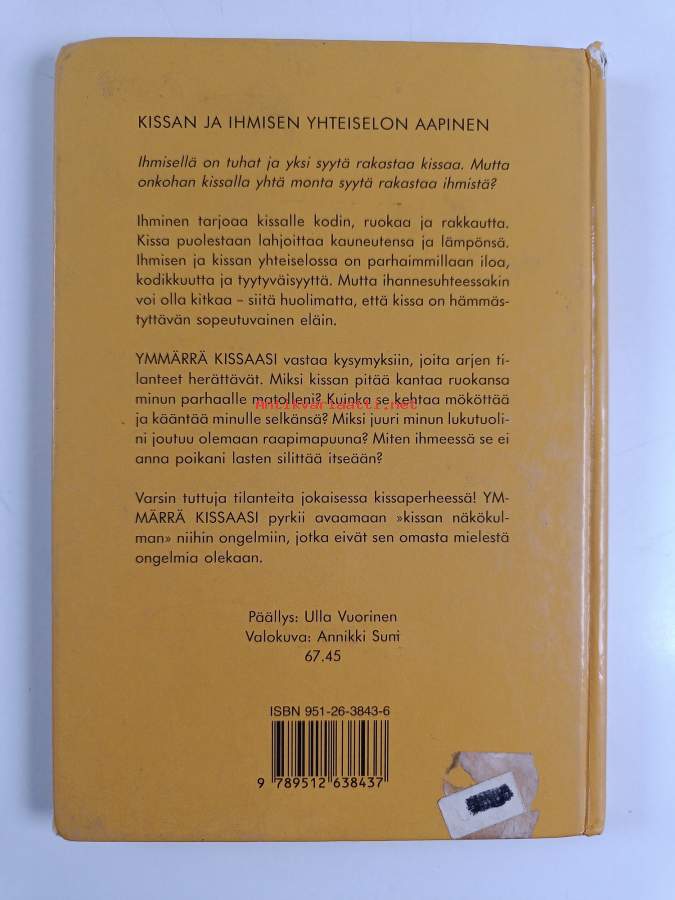 KISSAN JA IHMISEN YHTEISELON AAPINEN
Ihmisellä on tuhat ja yksi syytä rakastaa kissaa. Mutta
onkohan kissalla yhtä monta syytä rakastaa ihmistä?
Ihminen tarjoaa kissalle kodin, ruokaa ja rakkautta.
Kissa puolestaan lahjoittaa kauneutensa ja lämpönsä.
Ihmisen ja kissan yhteiselossa on parhaimmillaan iloa,
kodikkuutta ja tyytyväisyyttä. Mutta ihannesuhteessakin
voi olla kitkaa – siitä huolimatta, että kissa on hämmäs-
tyttävän sopeutuvainen eläin.
YMMÄRRÄ KISSAASI vastaa kysymyksiin, joita arjen ti-
lanteet herättävät. Miksi kissan pitää kantaa ruokansa
minun parhaalle matolleni? Kuinka se kehtaa mököttää
Antikvariaatti.net
ja kääntää minulle selkänsä? Miksi juuri minun lukutuoli-
ni joutuu olemaan raapimapuuna? Miten ihmeessä se ei
anna poikani lasten silittää itseään?
Varsin tuttuja tilanteita jokaisessa kissaperheessä! YM-
MÄRRÄ KISSAASI pyrkii avaamaan »kissan näkökul-
man» niihin ongelmiin, jotka eivät sen omasta mielestä
ongelmia olekaan.
Päällys: Ulla Vuorinen
Valokuva: Annikki Suni
67.45
ISBN 951-26-3843-6
9 789512 638437